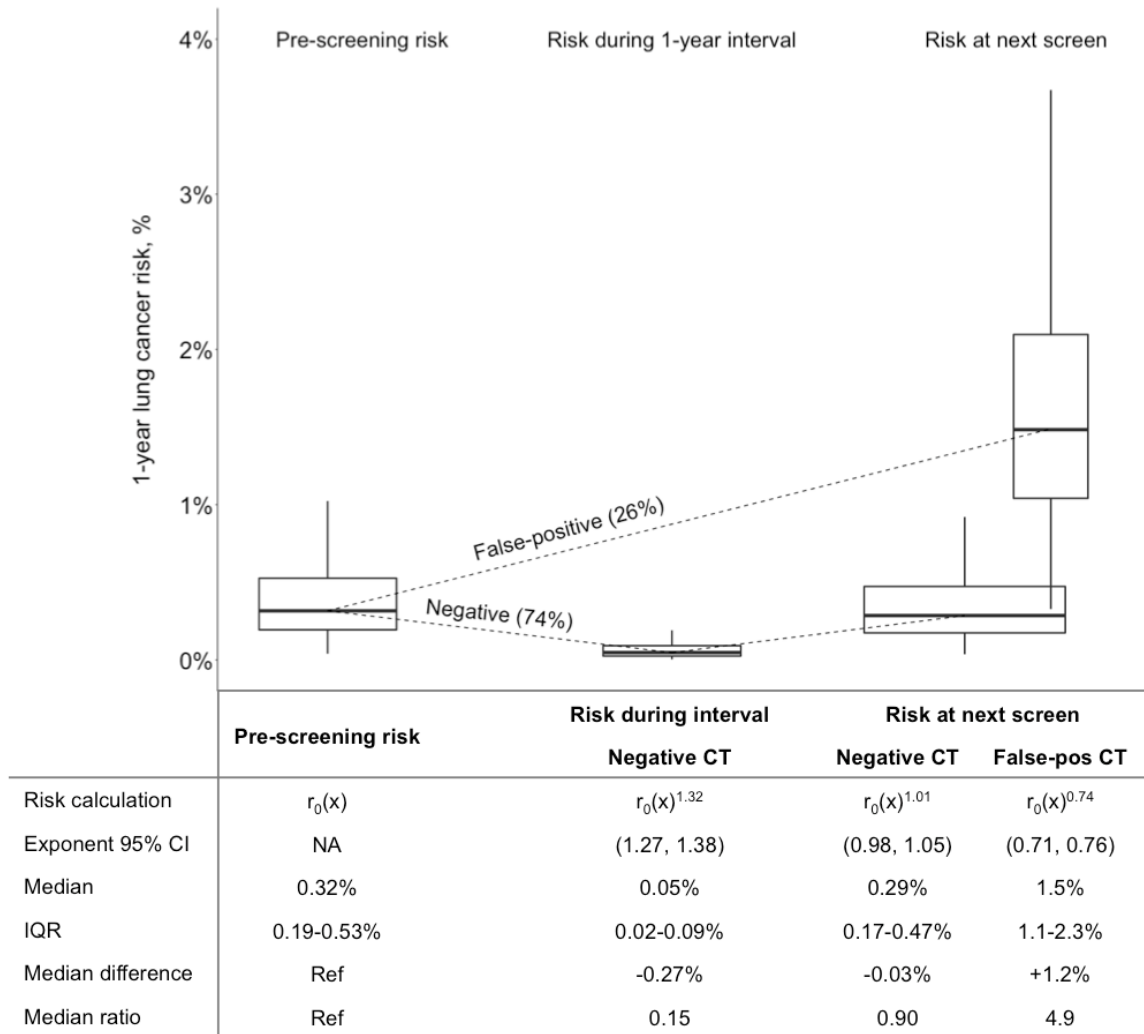 4%
Pre-screening risk
Risk during 1-year interval
Risk at next screen
3%
2%
1%
0%
1-year lung cancer risk, %
False-positive (26%)
Negative (74%)
Pre-screening risk
Risk during interval
Risk at next screen
Negative CT
Negative CT
False-pos CT
Risk calculation r₀(x) r₀(x)¹·³² r₀(x)¹·⁰¹ r₀(x)⁰·⁷⁴
Exponent 95% CI NA (1.27, 1.38) (0.98, 1.05) (0.71, 0.76)
Median 0.32% 0.05% 0.29% 1.5%
IQR 0.19-0.53% 0.02-0.09% 0.17-0.47% 1.1-2.3%
Median difference Ref -0.27% -0.03% +1.2%
Median ratio Ref 0.15 0.90 4.9